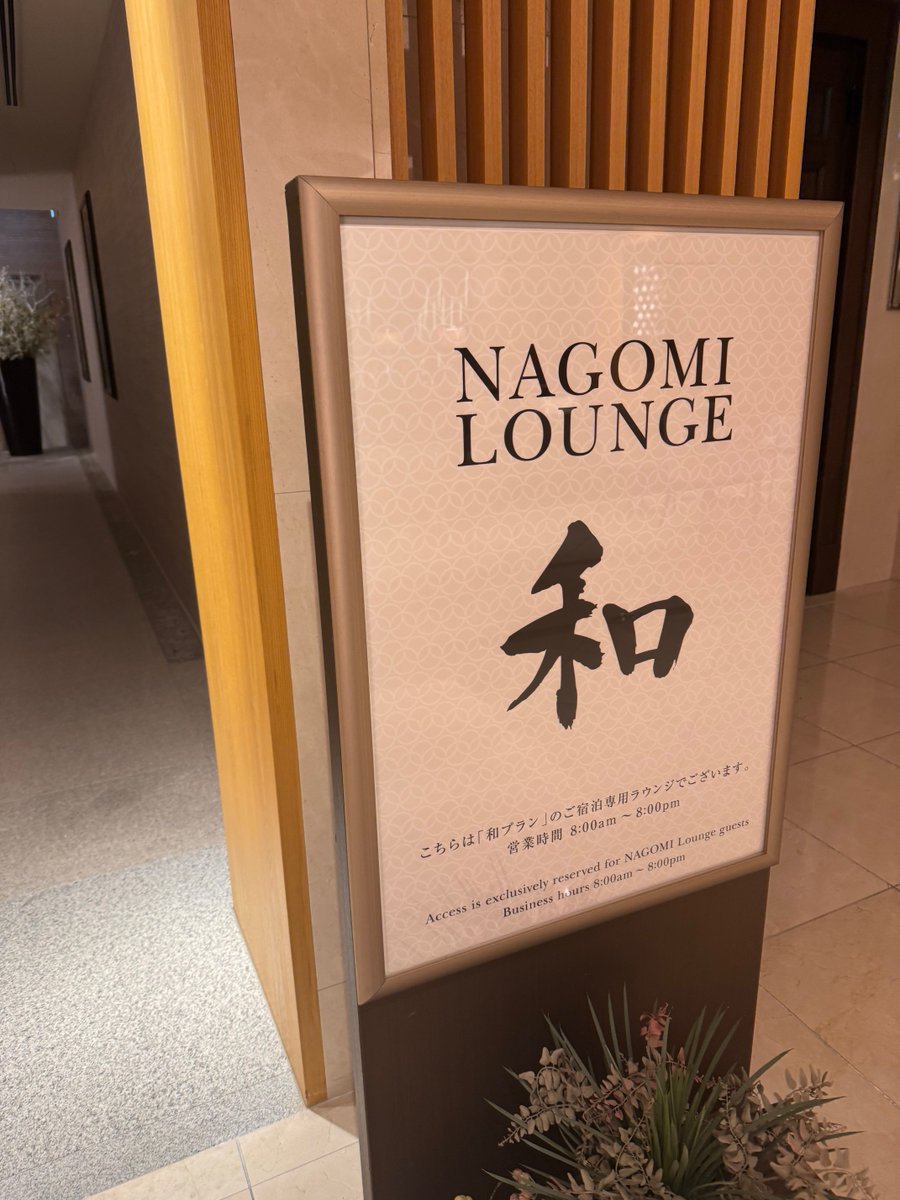 NAGOMI
LOUNGE
和
こちらは「和プラン」のご宿泊専用ラウンジでございます。
営業時間 8:00am ～ 8:00pm
Access is exclusively reserved for NAGOMI Lounge guests
Business hours 8:00am ~ 8:00pm